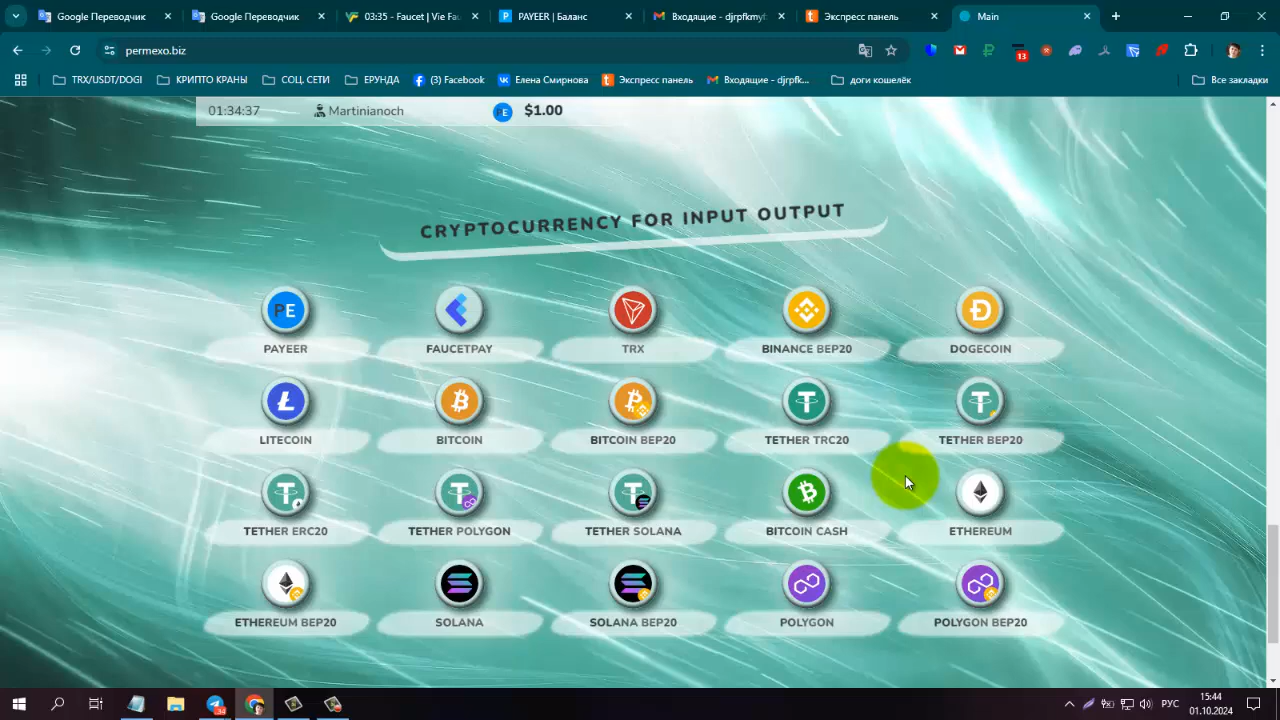 Google Переводчик
Google Переводчик
03:35 - Faucet | Vie Fau
PAYEER | Баланс
Входящие - djrpfkmyf
Экспресс панель
Main
permexo.biz
13
TRX/USDT/DOGI
КРИПТО КРАНЫ
СОЦ. СЕТИ
ЕРУНДА
(3) Facebook
Елена Смирнова
Экспресс панель
Входящие - djrpfk...
доги кошелёк
Все закладки
01:34:37 Martinianoch PE $1.00
CRYPTOCURRENCY FOR INPUT OUTPUT
PE
PAYEER FAUCETPAY TRX BINANCE BEP20 DOGECOIN
LITECOIN BITCOIN BITCOIN BEP20 TETHER TRC20 TETHER BEP20
TETHER ERC20 TETHER POLYGON TETHER SOLANA BITCOIN CASH ETHEREUM
ETHEREUM BEP20 SOLANA SOLANA BEP20 POLYGON POLYGON BEP20
РУС
15:44
01.10.2024